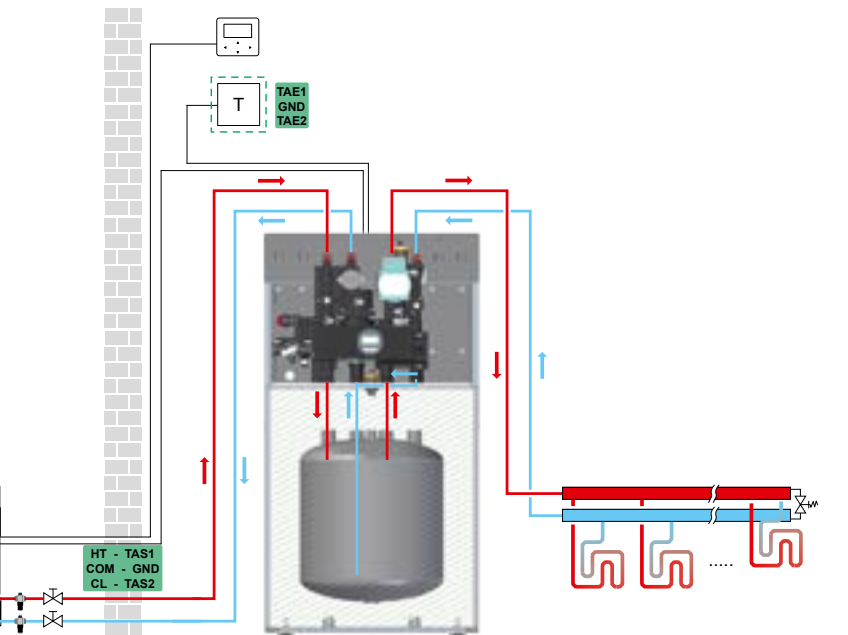 T
TAE1
GND
TAE2
HT - TAS1
COM - GND
CL - TAS2